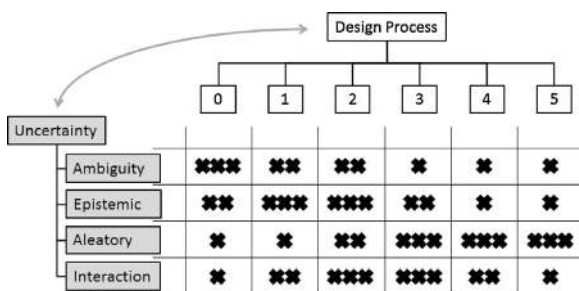 Design Process
0 1 2 3 4 5
Uncertainty
Ambiguity ✖✖✖ ✖✖ ✖✖ ✖ ✖ ✖
Epistemic ✖✖ ✖✖✖ ✖✖✖ ✖✖ ✖ ✖
Aleatory ✖ ✖ ✖✖ ✖✖✖ ✖✖✖ ✖✖✖
Interaction ✖ ✖✖ ✖✖✖ ✖✖✖ ✖✖ ✖